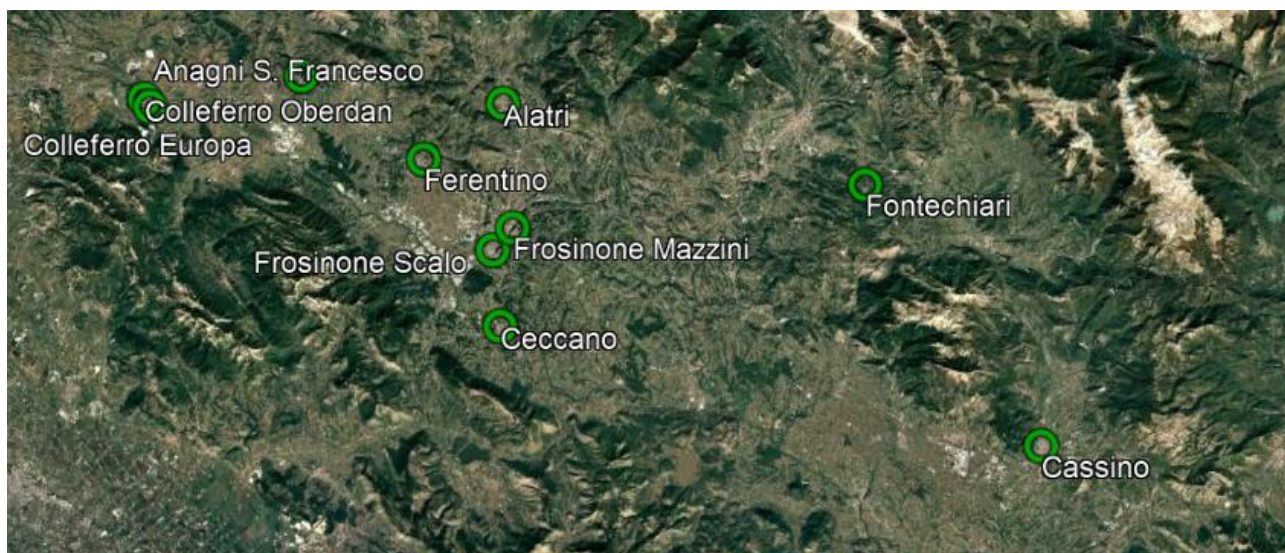 Anagni S. Francesco
Colleferro Oberdan
Alatri
Colleferro Europa
Ferentino
Fontechiari
Frosinone Mazzini
Frosinone Scalo
Ceccano
Cassino